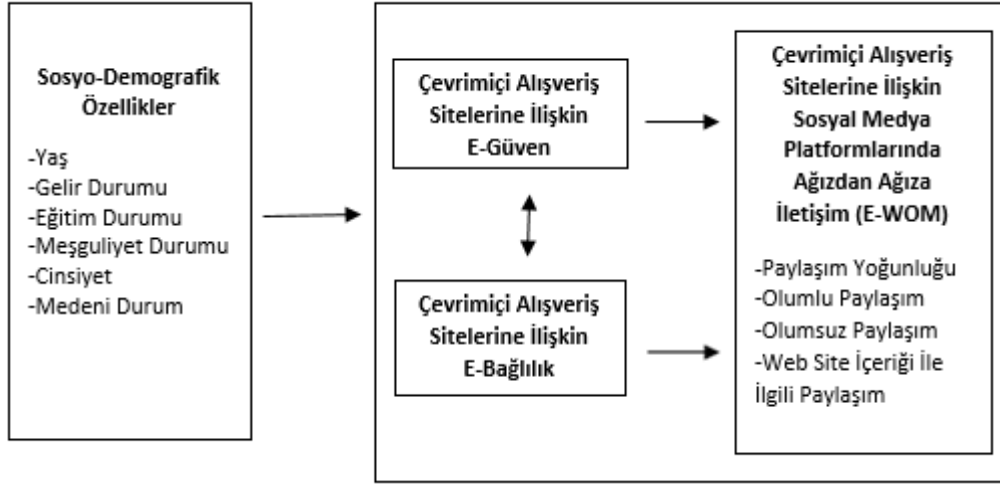 Sosyo-Demografik
Özellikler
-Yaş
-Gelir Durumu
-Eğitim Durumu
-Meşguliyet Durumu
-Cinsiyet
-Medeni Durum
Çevrimiçi Alışveriş
Sitelerine İlişkin
E-Güven
Çevrimiçi Alışveriş
Sitelerine İlişkin
E-Bağlılık
Çevrimiçi Alışveriş
Sitelerine İlişkin
Sosyal Medya
Platformlarında
Ağızdan Ağıza
İletişim (E-WOM)
-Paylaşım Yoğunluğu
-Olumlu Paylaşım
-Olumsuz Paylaşım
-Web Site İçeriği İle
İlgili Paylaşım